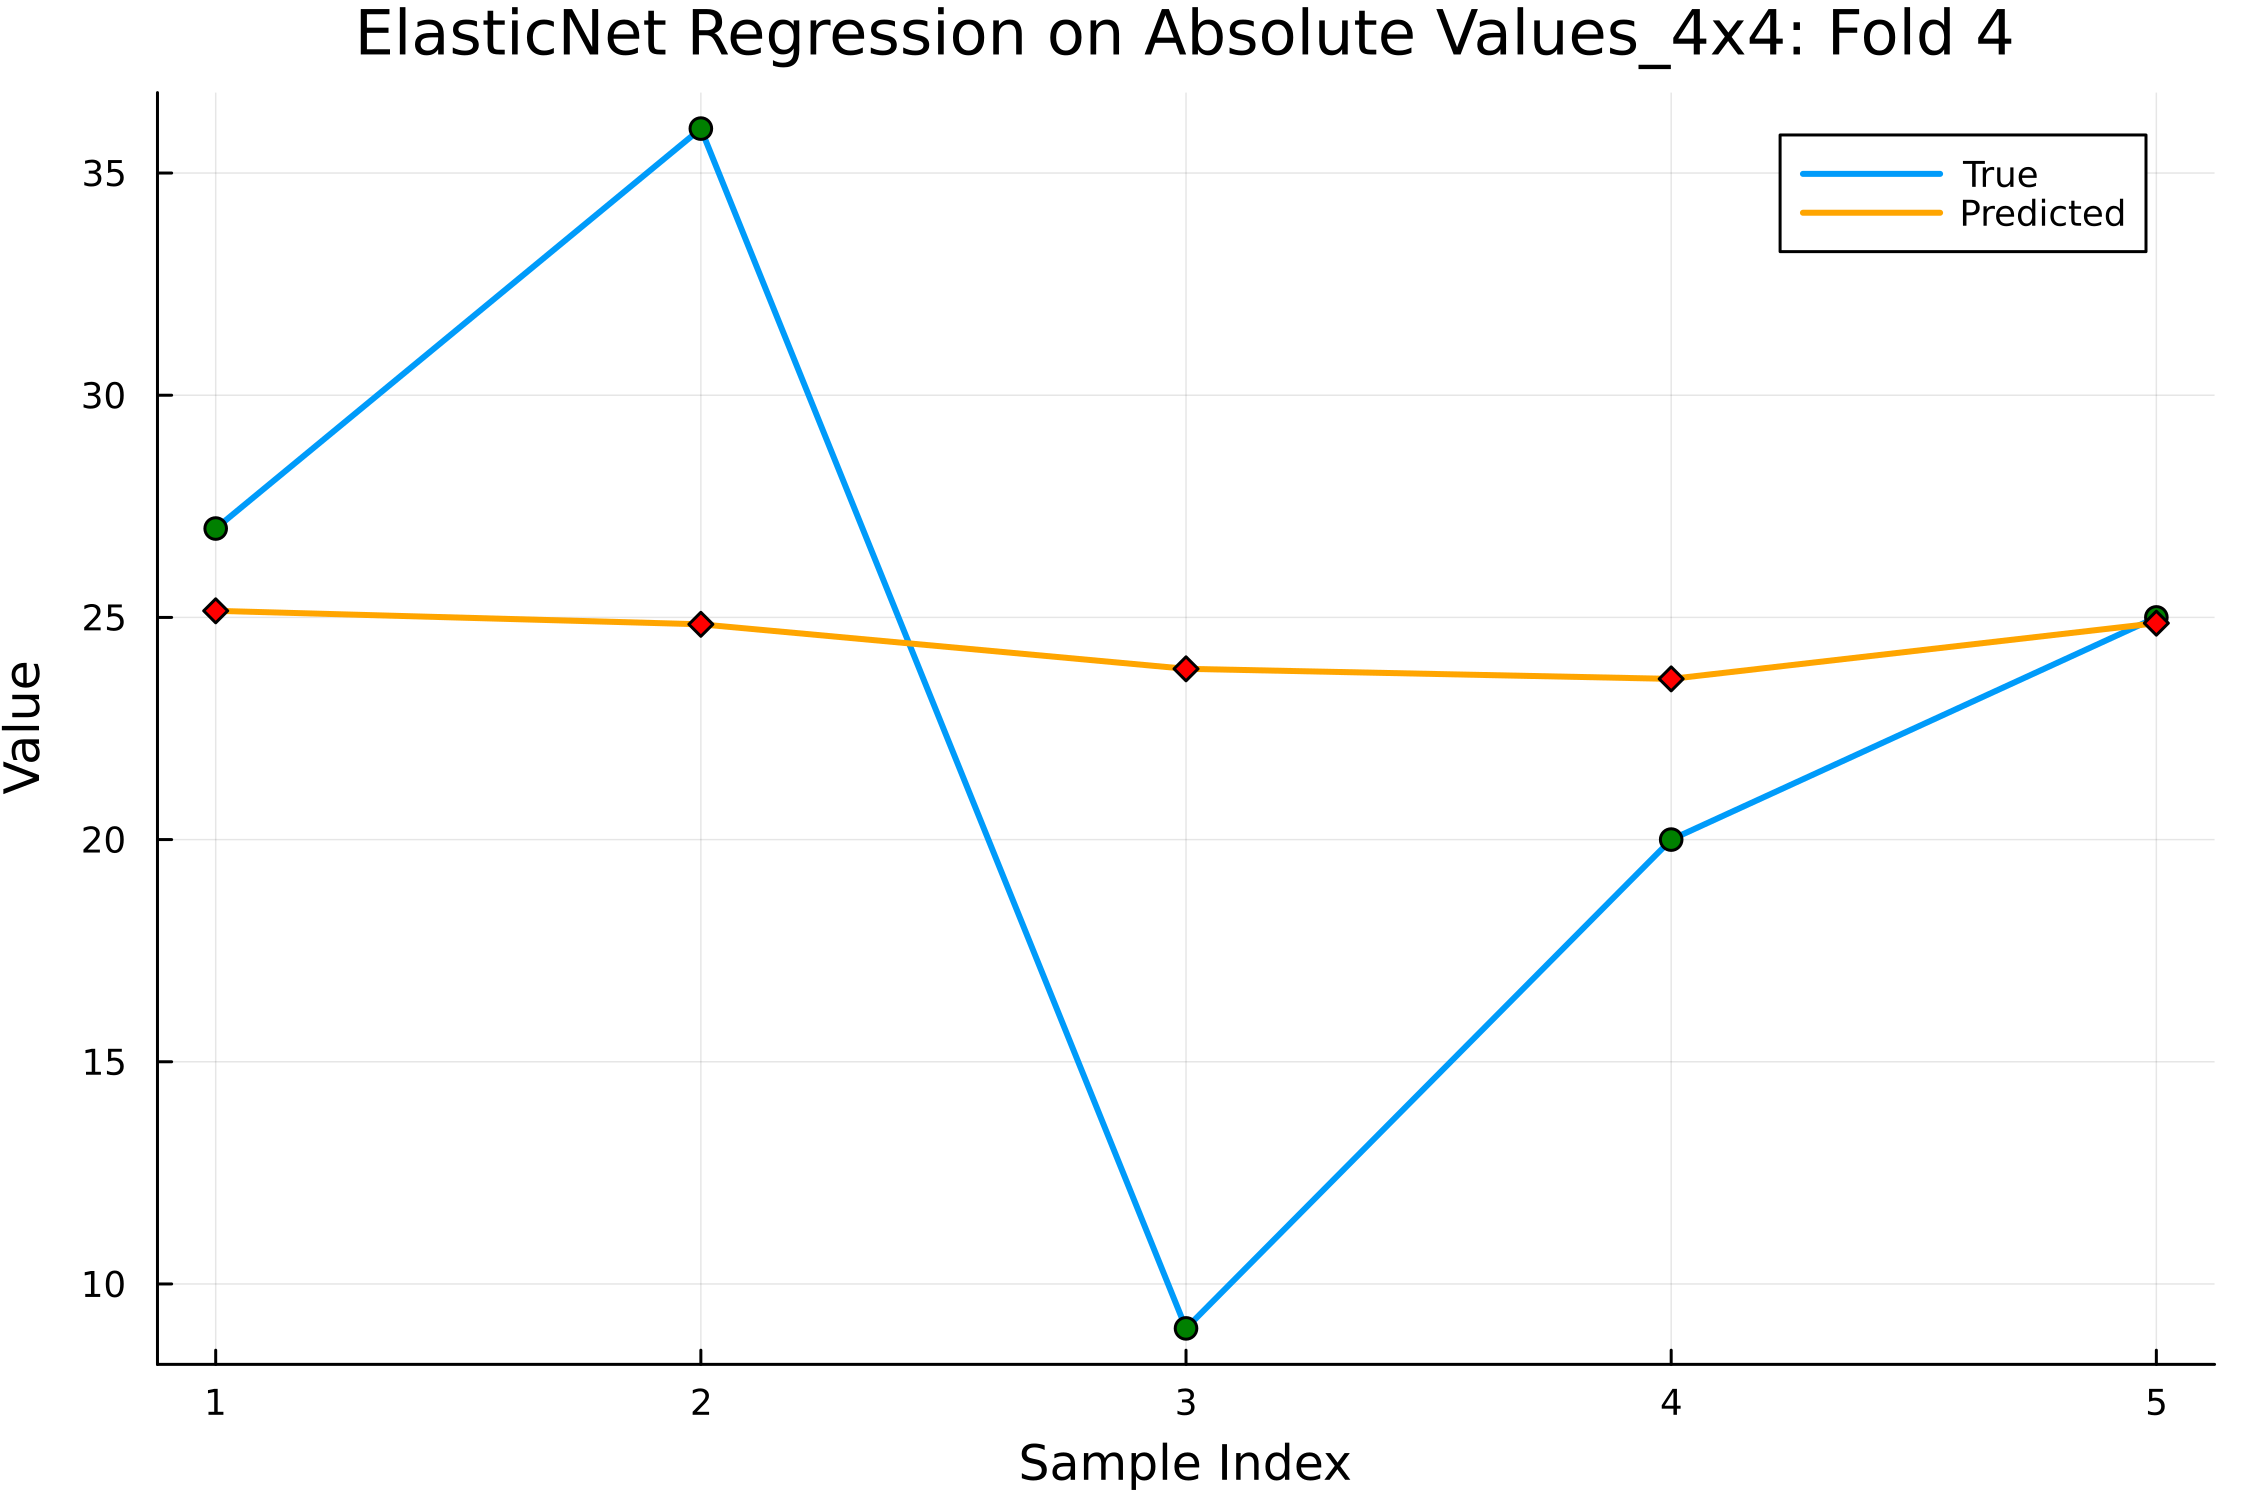 ElasticNet Regression on Absolute Values_4x4: Fold 4
True
Predicted
35
30
25
20
15
10
Value
1 2 3 4 5
Sample Index